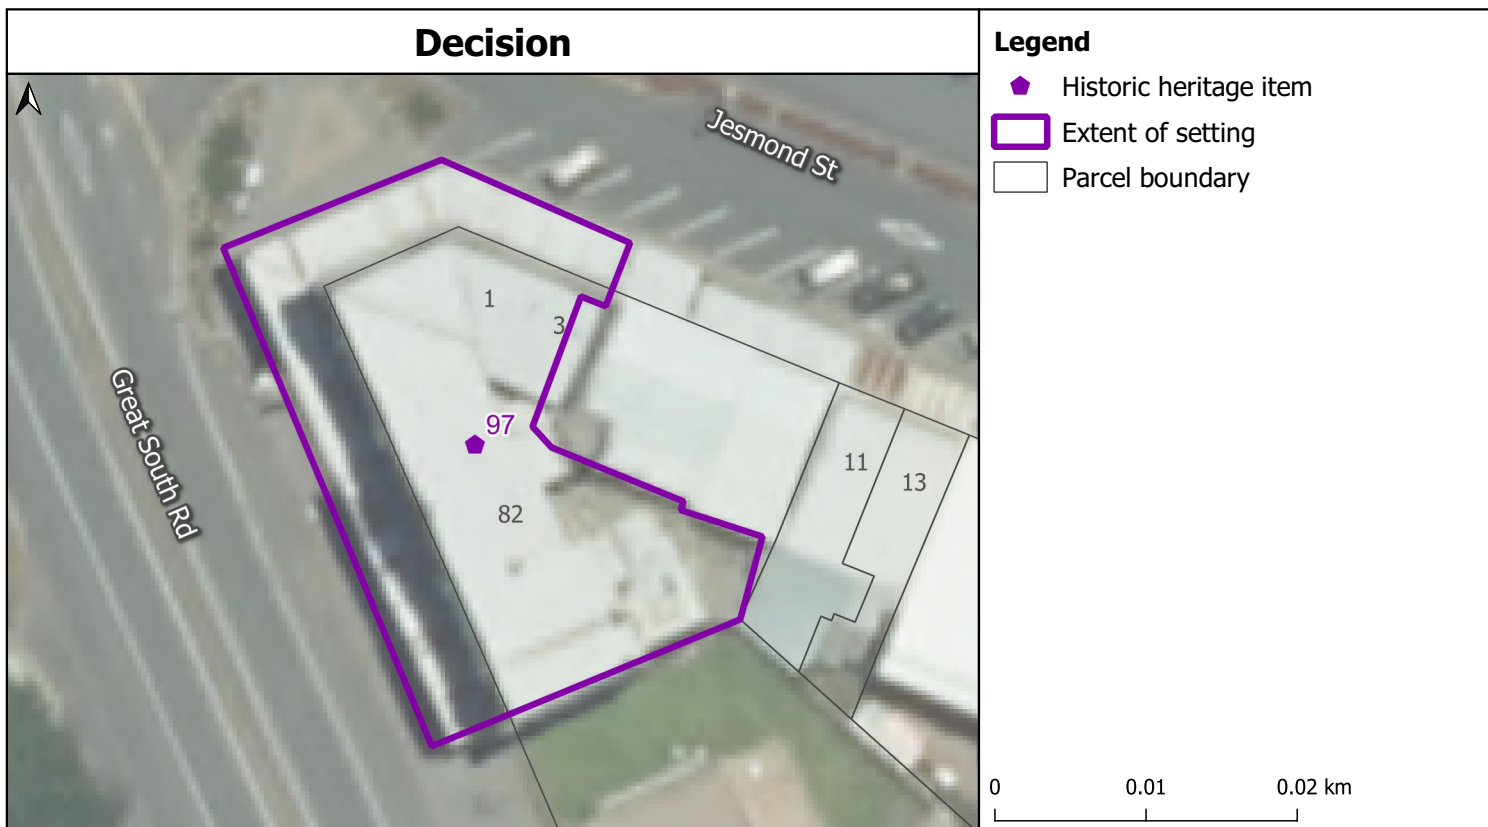 Decision
Legend
Historic heritage item
Extent of setting
Parcel boundary
Jesmond St
1
3
Great South Rd
97
11
13
82
0 0.01 0.02 km